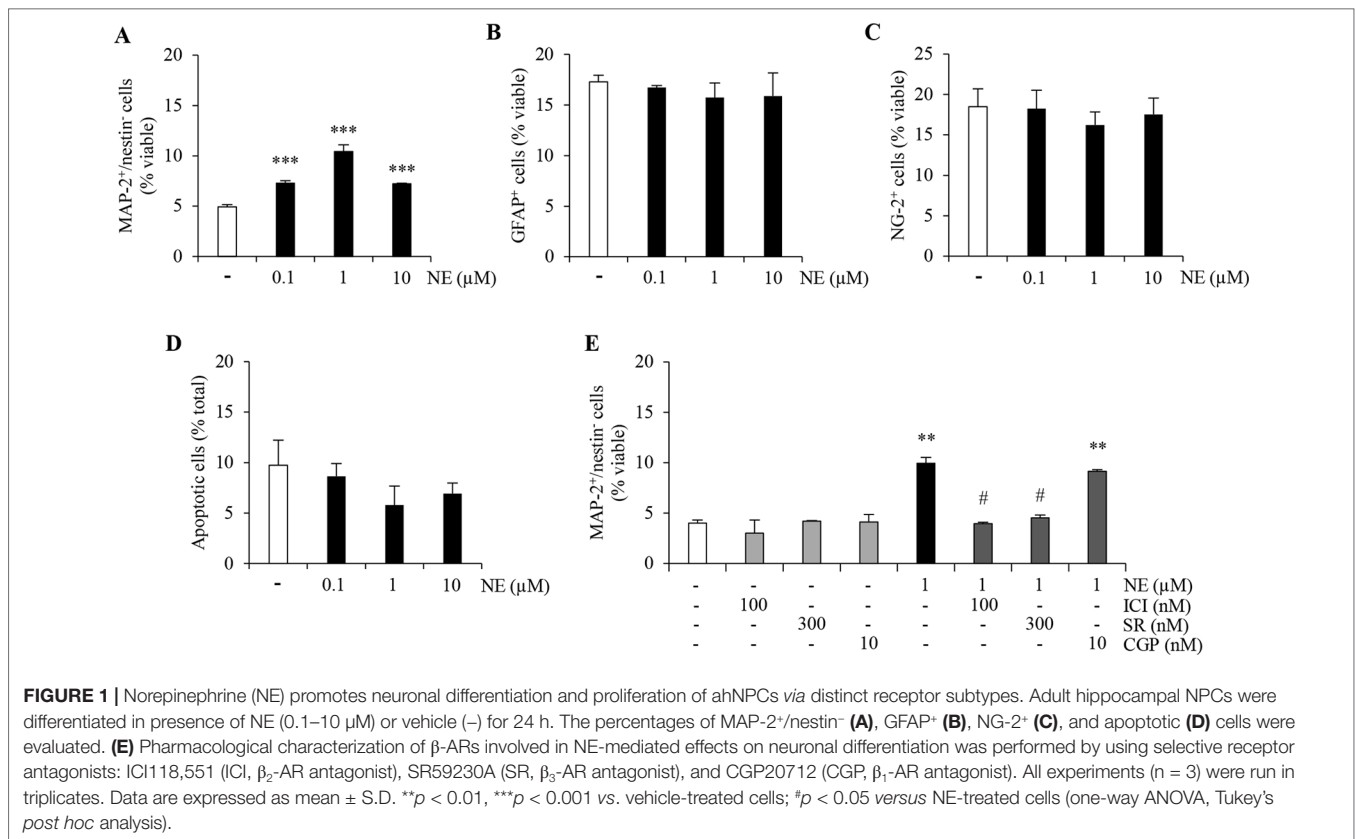 A
MAP-2⁺/nestin⁻ cells
(% viable)
20
15
10
5
0
***
***
***
- 0.1 1 10 NE (µM)
B
GFAP⁺ cells (% viable)
20
15
10
5
0
- 0.1 1 10 NE (µM)
C
NG-2⁺ cells (% viable)
25
20
15
10
5
0
- 0.1 1 10 NE (µM)
D
Apoptotic ells (% total)
20
15
10
5
0
- 0.1 1 10 NE (µM)
E
MAP-2⁺/nestin⁻ cells
(% viable)
20
15
10
5
0
**
#
#
**
- - - - 1 1 1 1 NE (µM)
- 100 - - - 100 - - ICI (nM)
- - 300 - - - 300 - SR (nM)
- - - 10 - - - 10 CGP (nM)
FIGURE 1 | Norepinephrine (NE) promotes neuronal differentiation and proliferation of ahNPCs via distinct receptor subtypes. Adult hippocampal NPCs were
differentiated in presence of NE (0.1–10 µM) or vehicle (–) for 24 h. The percentages of MAP-2⁺/nestin⁻ (A), GFAP⁺ (B), NG-2⁺ (C), and apoptotic (D) cells were
evaluated. (E) Pharmacological characterization of β-ARs involved in NE-mediated effects on neuronal differentiation was performed by using selective receptor
antagonists: ICI118,551 (ICI, β₂-AR antagonist), SR59230A (SR, β₃-AR antagonist), and CGP20712 (CGP, β₁-AR antagonist). All experiments (n = 3) were run in
triplicates. Data are expressed as mean ± S.D. **p < 0.01, ***p < 0.001 vs. vehicle-treated cells; #p < 0.05 versus NE-treated cells (one-way ANOVA, Tukey's
post hoc analysis).